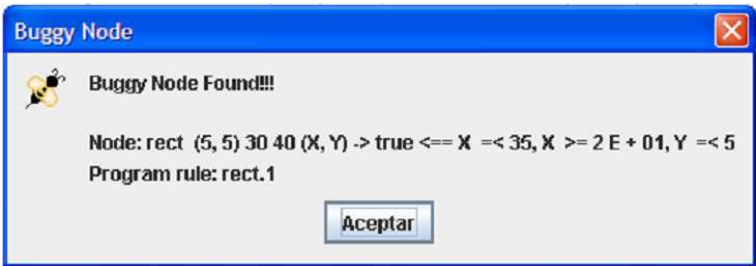 Buggy Node
Buggy Node Found!!!
Node: rect (5, 5) 30 40 (X, Y) -> true <== X =< 35, X >= 2 E + 01, Y =< 5
Program rule: rect.1
Aceptar